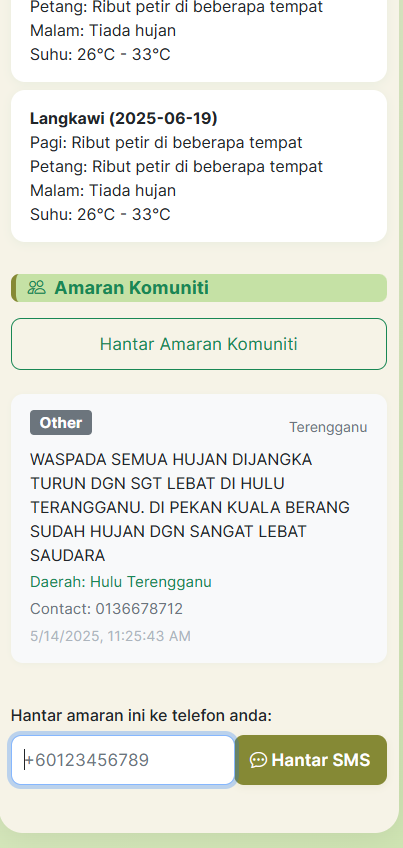 Petang: Ribut petir di beberapa tempat
Malam: Tiada hujan
Suhu: 26°C - 33°C
Langkawi (2025-06-19)
Pagi: Ribut petir di beberapa tempat
Petang: Ribut petir di beberapa tempat
Malam: Tiada hujan
Suhu: 26°C - 33°C
Amaran Komuniti
Hantar Amaran Komuniti
Other
Terengganu
WASPADA SEMUA HUJAN DIJANGKA
TURUN DGN SGT LEBAT DI HULU
TERANGGANU. DI PEKAN KUALA BERANG
SUDAH HUJAN DGN SANGAT LEBAT
SAUDARA
Daerah: Hulu Terengganu
Contact: 0136678712
5/14/2025, 11:25:43 AM
Hantar amaran ini ke telefon anda:
+60123456789
Hantar SMS